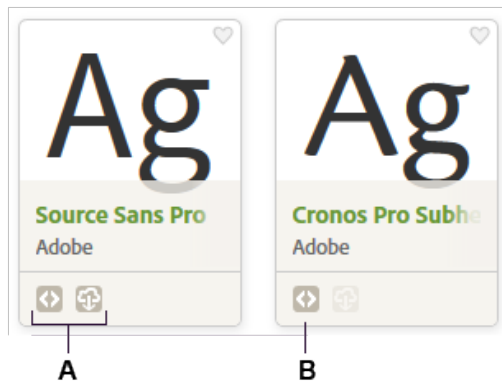 Ag
Source Sans Pro
Adobe
A
Ag
Cronos Pro Subhe
Adobe
B